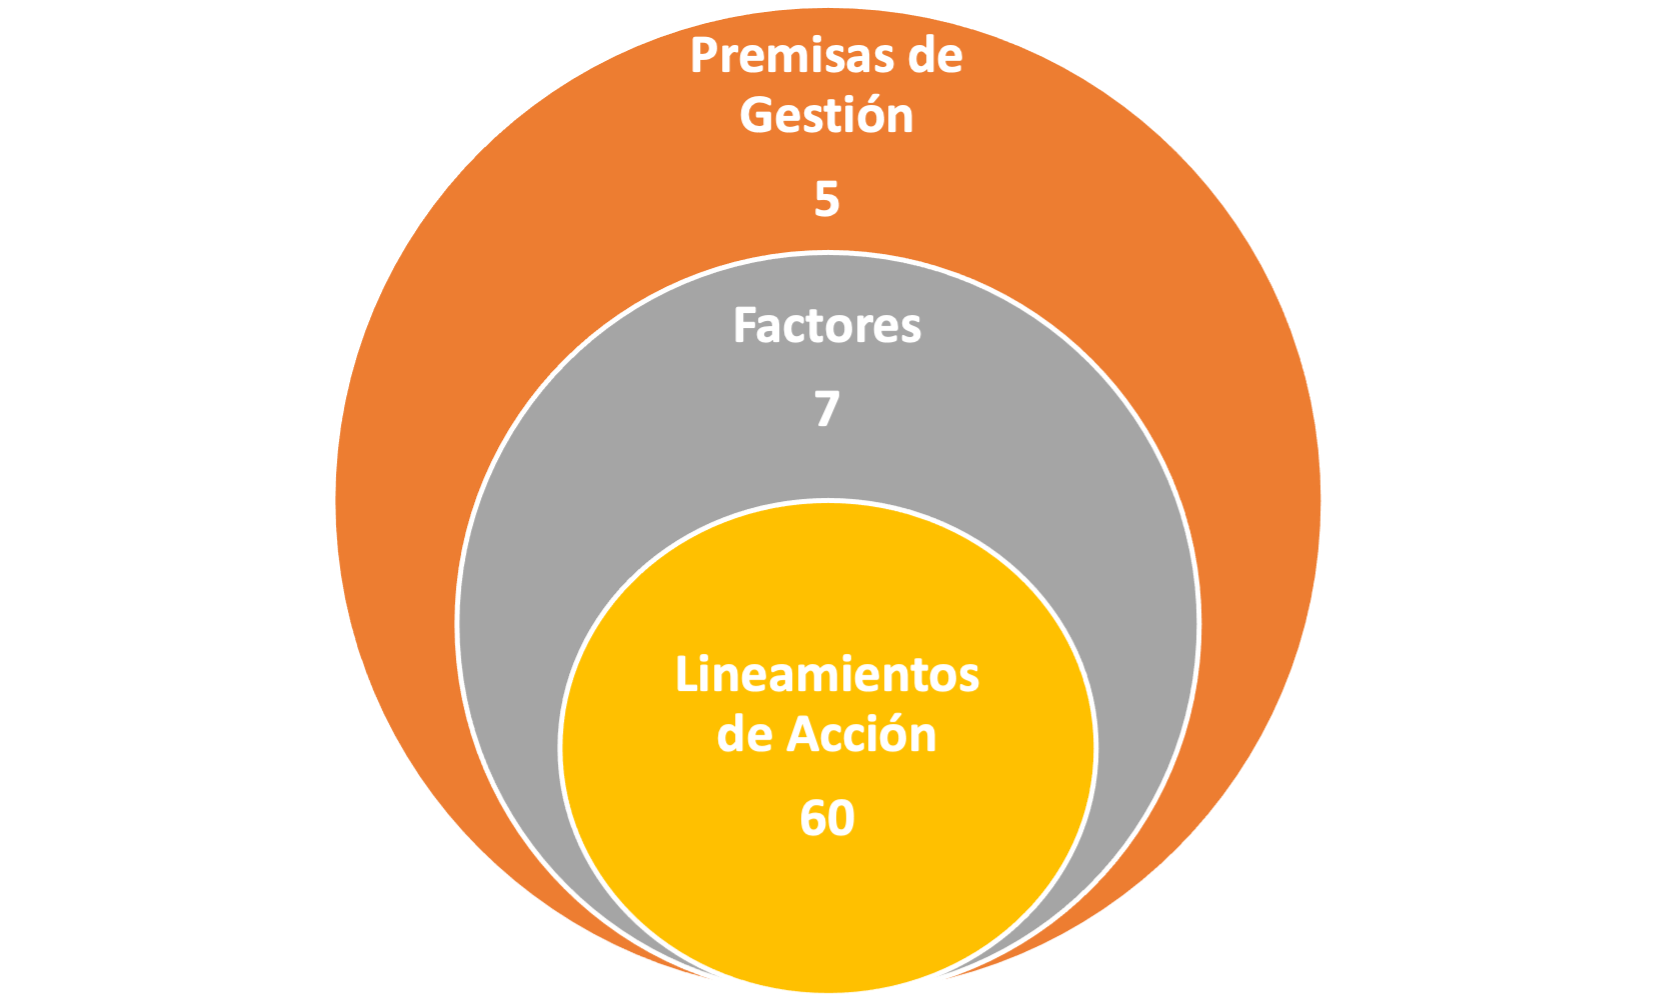 Premisas de
Gestión
5
Factores
7
Lineamientos
de Acción
60